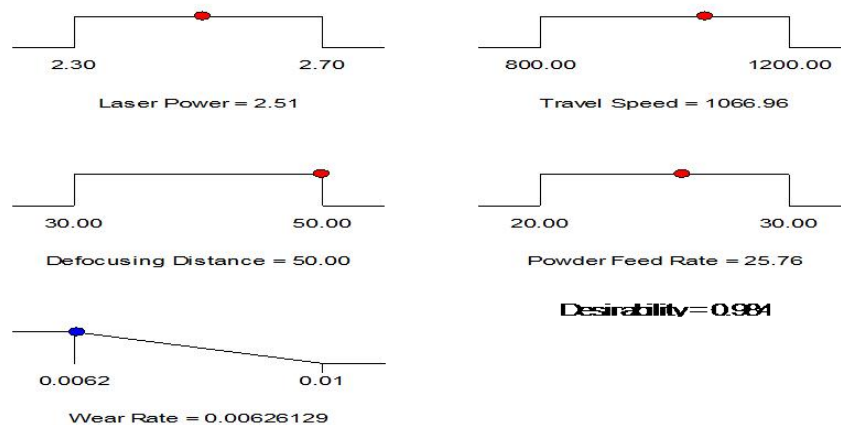 2.30 2.70
Laser Power = 2.51
800.00 1200.00
Travel Speed = 1066.96
30.00 50.00
Defocusing Distance = 50.00
20.00 30.00
Powder Feed Rate = 25.76
Desirability = 0.984
0.0062 0.01
Wear Rate = 0.00626129